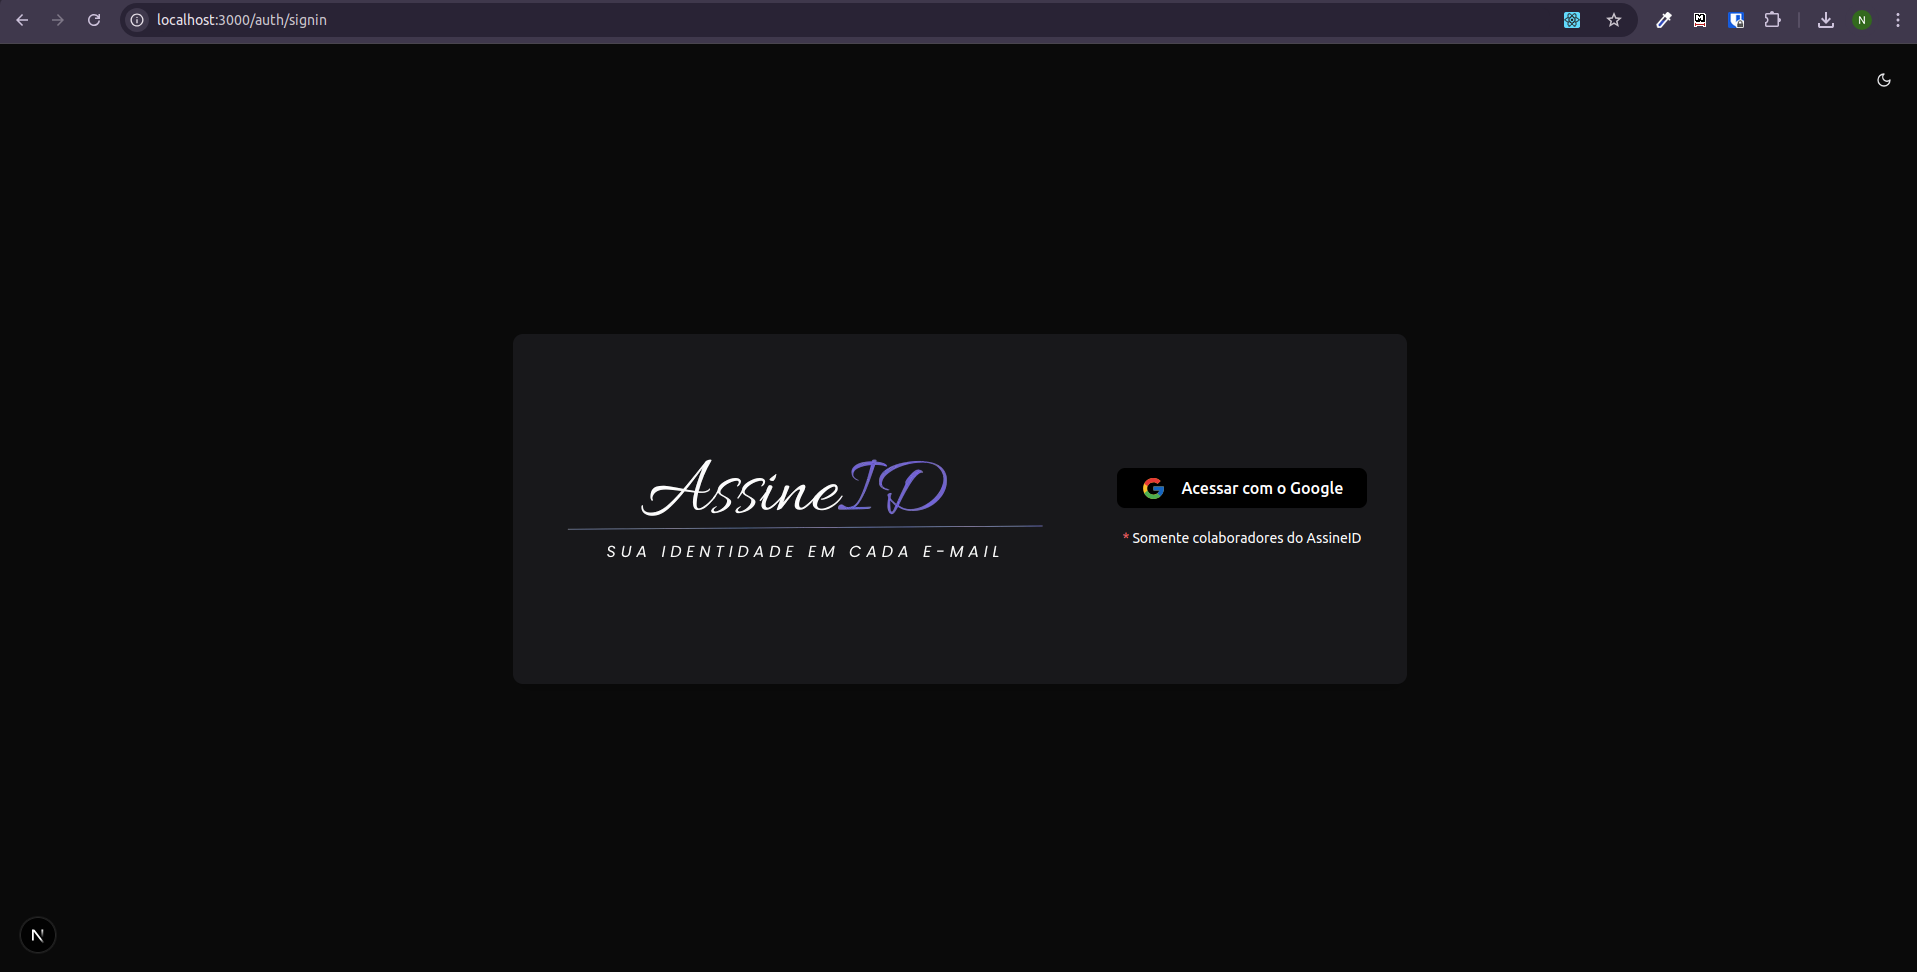 localhost:3000/auth/signin
N
AssineID
SUA IDENTIDADE EM CADA E-MAIL
Acessar com o Google
* Somente colaboradores do AssineID
N